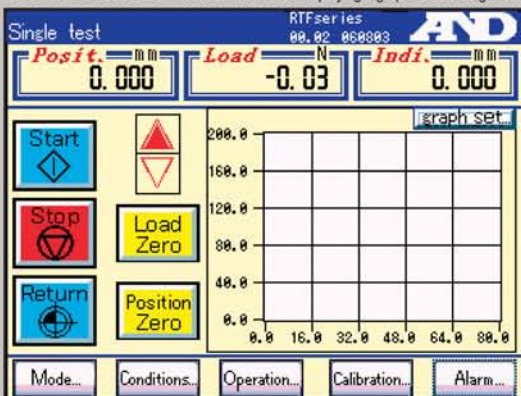 RTFseries
Single test 00.02 060803 AND
Posit. mm Load N Indi. mm
0.000 -0.03 0.000
graph set...
Start
Stop
Return
Load
Zero
Position
Zero
200.0
160.0
120.0
80.0
40.0
0.0
0.0 16.0 32.0 48.0 64.0 80.0
Mode... Conditions... Operation... Calibration... Alarm...